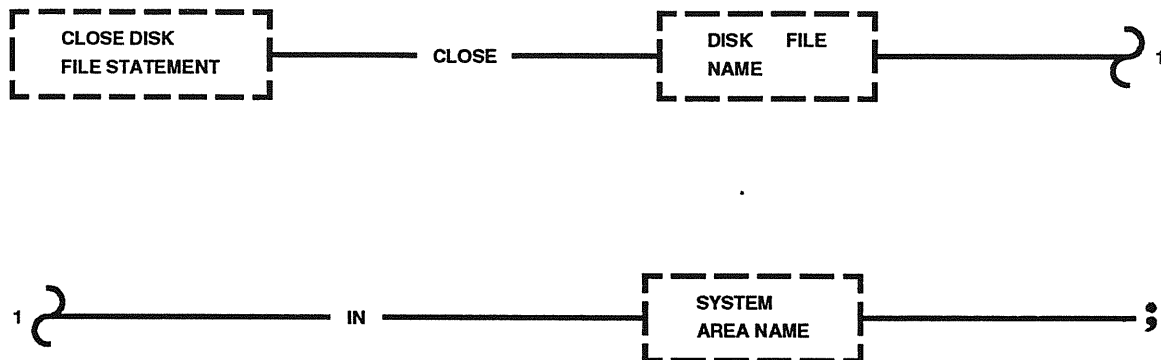 CLOSE DISK
FILE STATEMENT
CLOSE
DISK FILE
NAME
1
1
IN
SYSTEM
AREA NAME
;